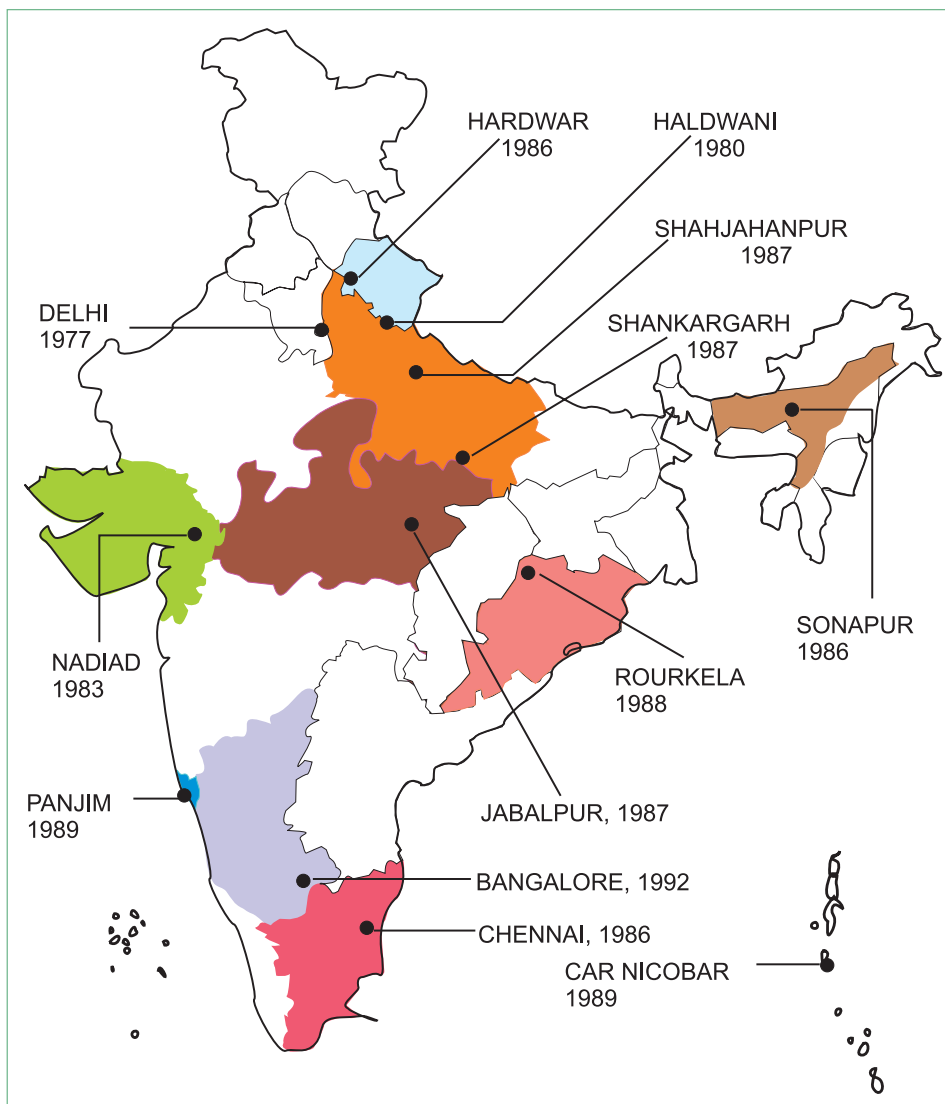 HARDWAR
1986
HALDWANI
1980
SHAHJAHANPUR
1987
DELHI
1977
SHANKARGARH
1987
NADIAD
1983
SONAPUR
1986
ROURKELA
1988
PANJIM
1989
JABALPUR, 1987
BANGALORE, 1992
CHENNAI, 1986
CAR NICOBAR
1989